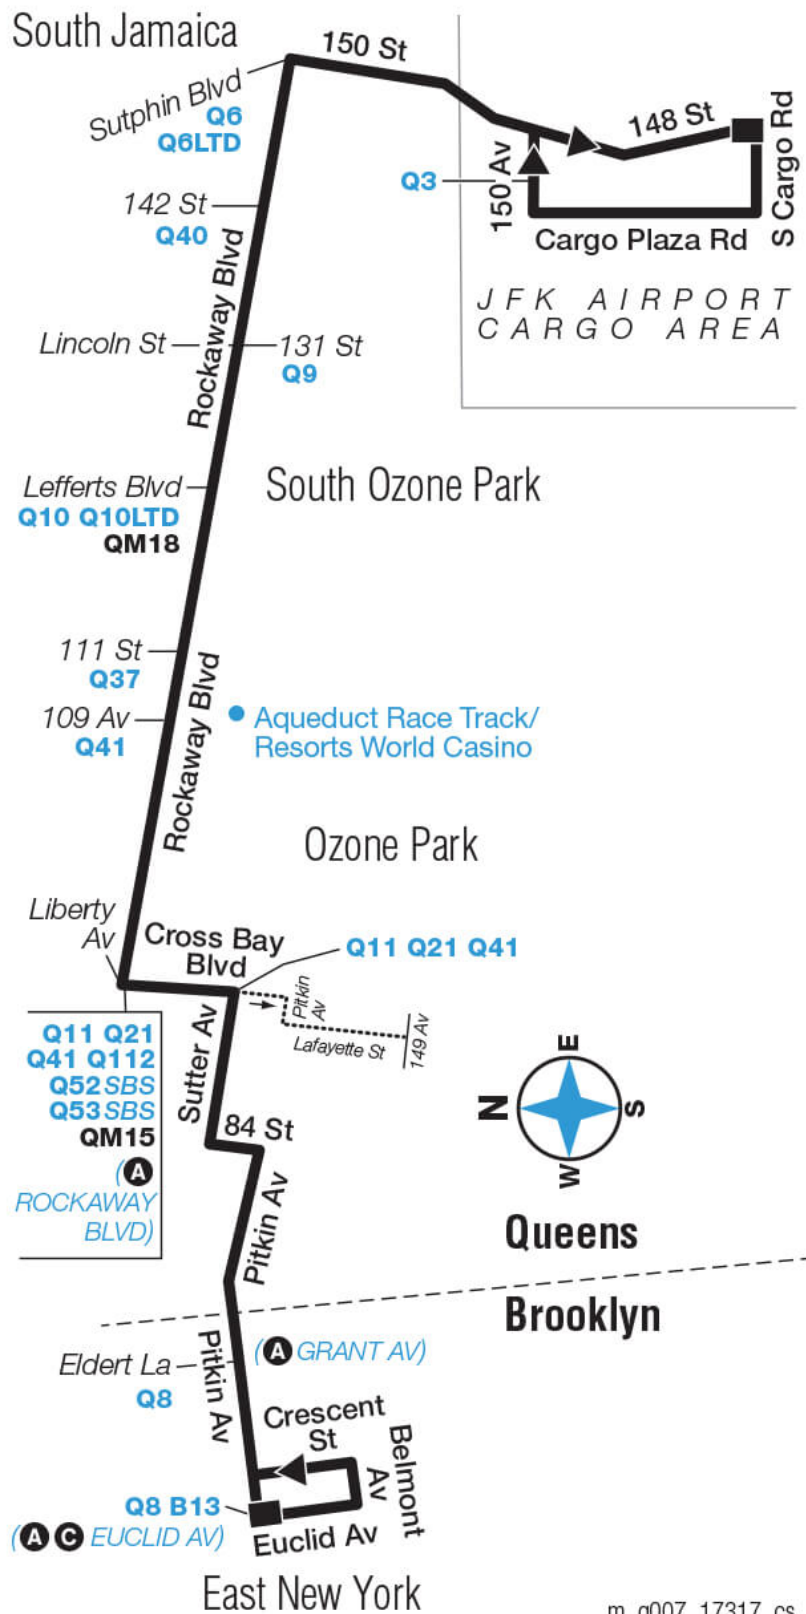 South Jamaica
150 St
Sutphin Blvd
Q6
Q6LTD
148 St
S Cargo Rd
150 Av
Q3
Cargo Plaza Rd
142 St
Q40
Rockaway Blvd
JFK AIRPORT
CARGO AREA
Lincoln St
131 St
Q9
Lefferts Blvd
Q10 Q10LTD
QM18
South Ozone Park
111 St
Q37
109 Av
Q41
Rockaway Blvd
Aqueduct Race Track/
Resorts World Casino
Ozone Park
Liberty
Av
Cross Bay
Blvd
Q11 Q21 Q41
Pitkin
Av
Lafayette St
149 Av
Sutter Av
Q11 Q21
Q41 Q112
Q52SBS
Q53SBS
QM15
(A
ROCKAWAY
BLVD)
84 St
Pitkin Av
E
N
S
W
Queens
Brooklyn
Eldert La
Q8
Pitkin Av
(A GRANT AV)
Crescent
St
Belmont
Av
Q8 B13
(A C EUCLID AV)
Euclid Av
East New York
m_q007_17317_cs